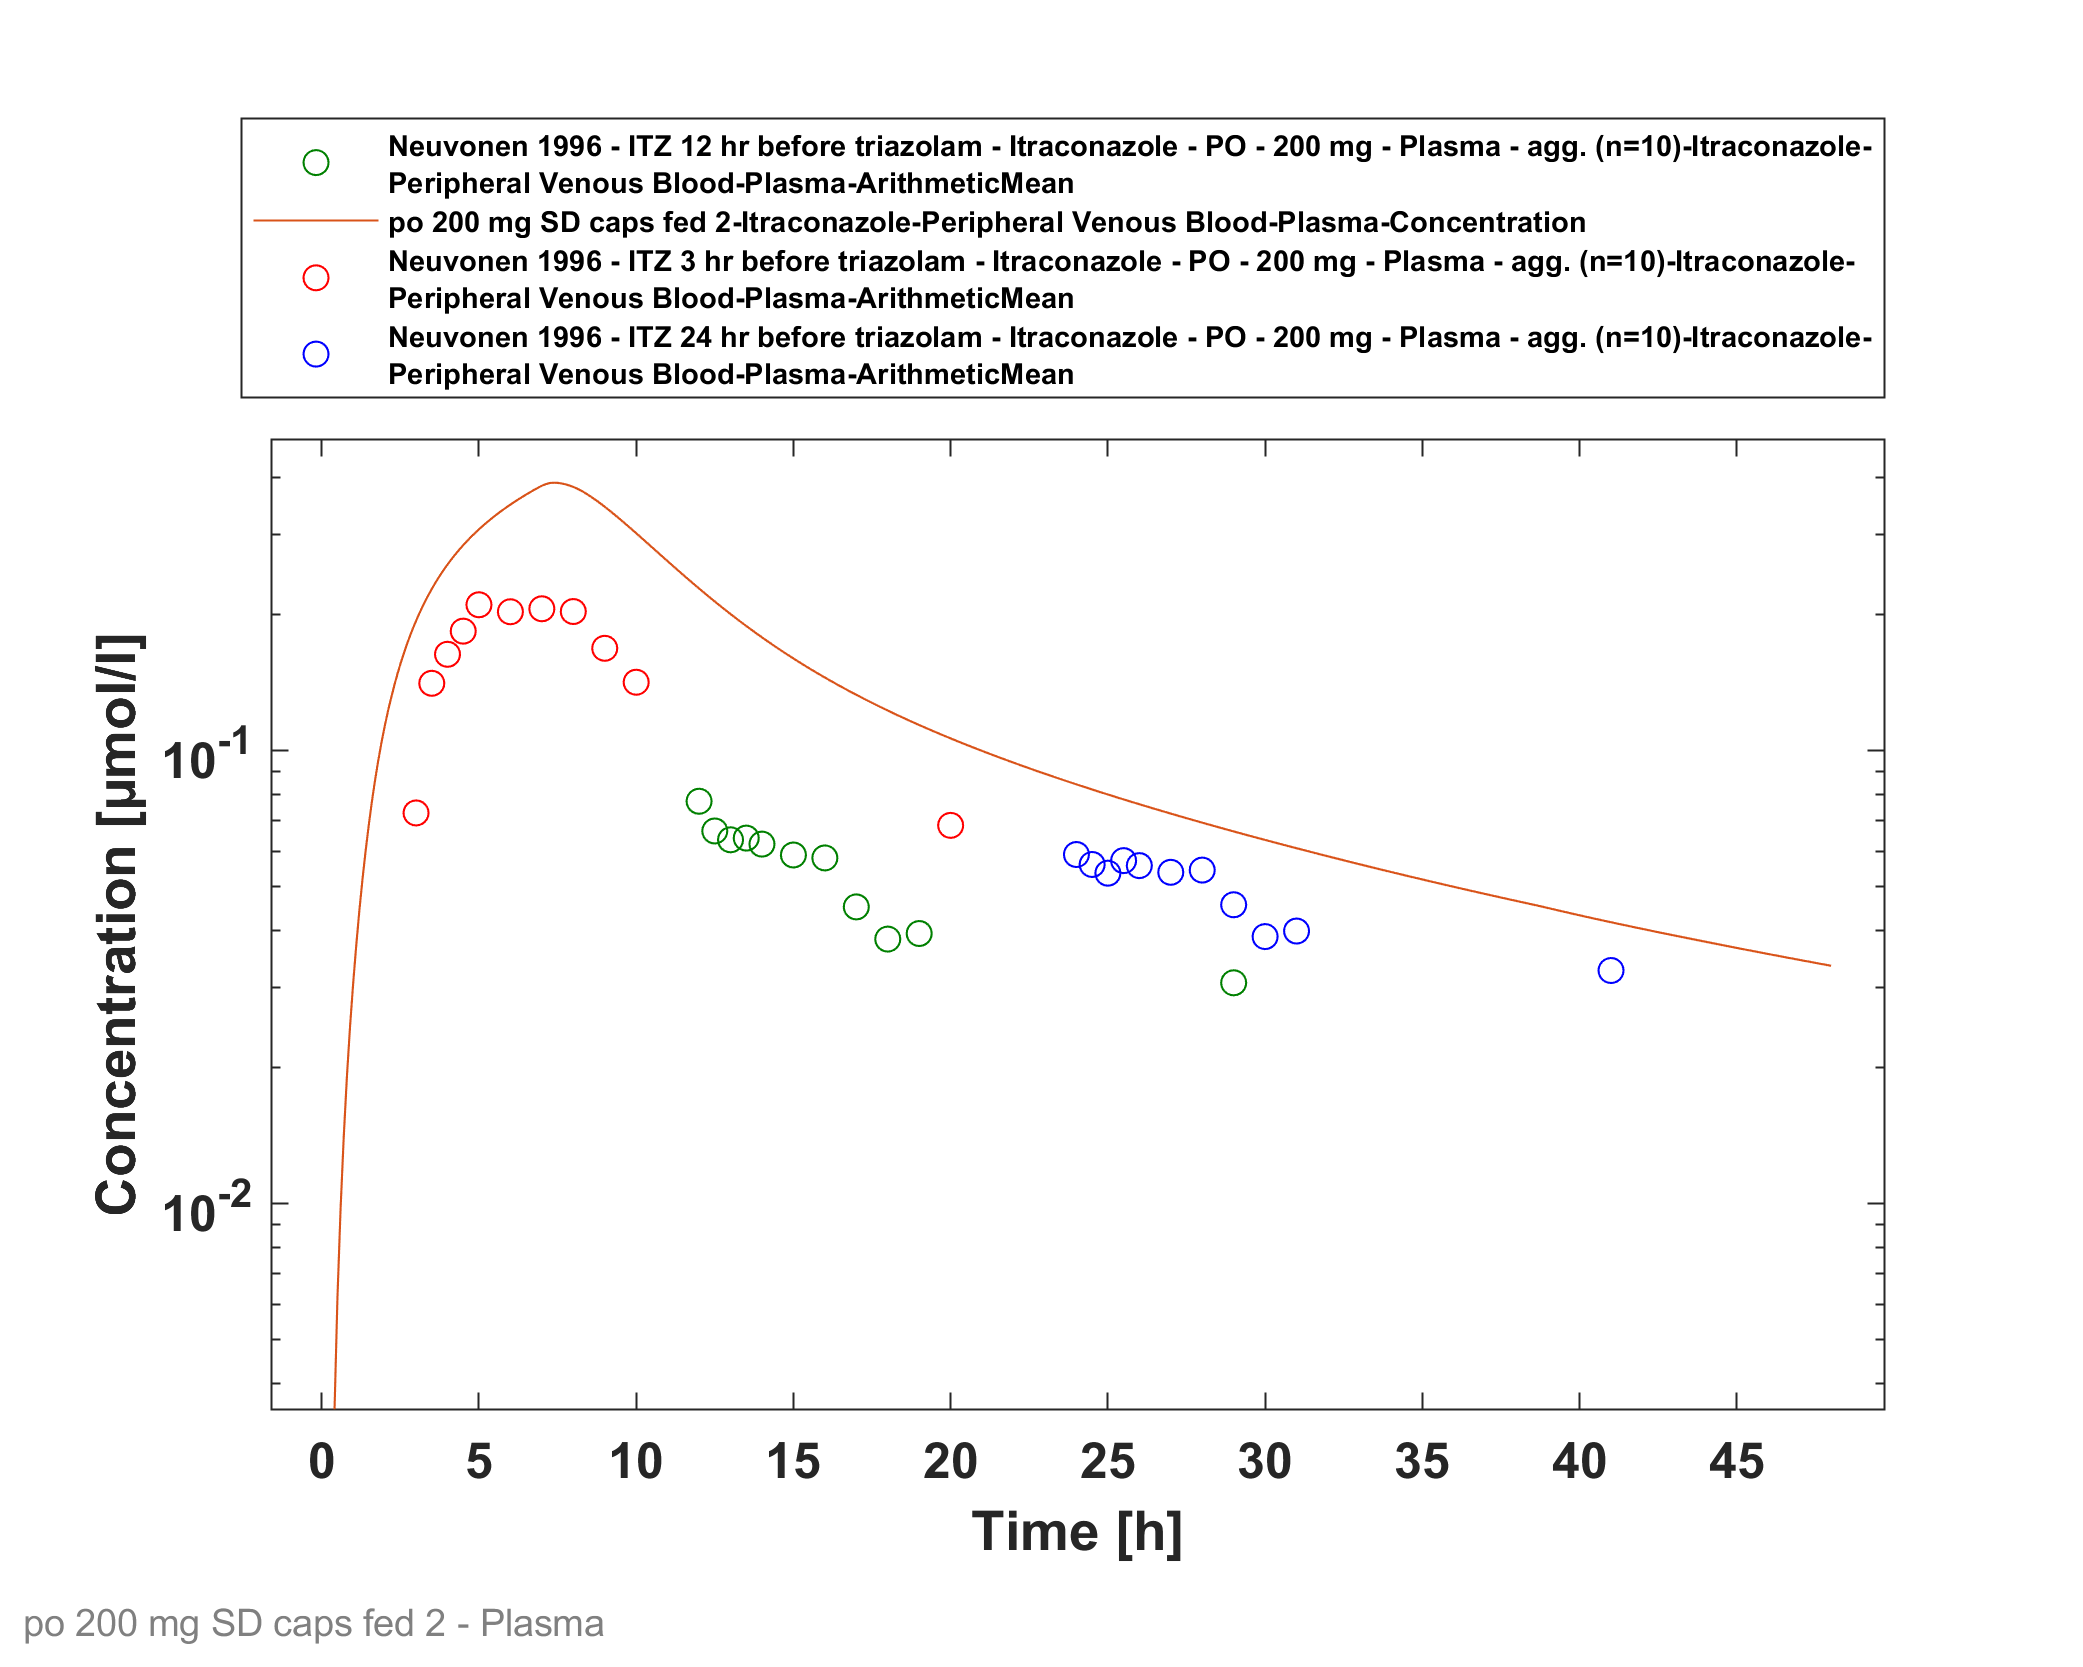 Neuvonen 1996 - ITZ 12 hr before triazolam - Itraconazole - PO - 200 mg - Plasma - agg. (n=10)-Itraconazole-
Peripheral Venous Blood-Plasma-ArithmeticMean
po 200 mg SD caps fed 2-Itraconazole-Peripheral Venous Blood-Plasma-Concentration
Neuvonen 1996 - ITZ 3 hr before triazolam - Itraconazole - PO - 200 mg - Plasma - agg. (n=10)-Itraconazole-
Peripheral Venous Blood-Plasma-ArithmeticMean
Neuvonen 1996 - ITZ 24 hr before triazolam - Itraconazole - PO - 200 mg - Plasma - agg. (n=10)-Itraconazole-
Peripheral Venous Blood-Plasma-ArithmeticMean
Concentration [µmol/l]
10^-1
10^-2
0 5 10 15 20 25 30 35 40 45
Time [h]
po 200 mg SD caps fed 2 - Plasma